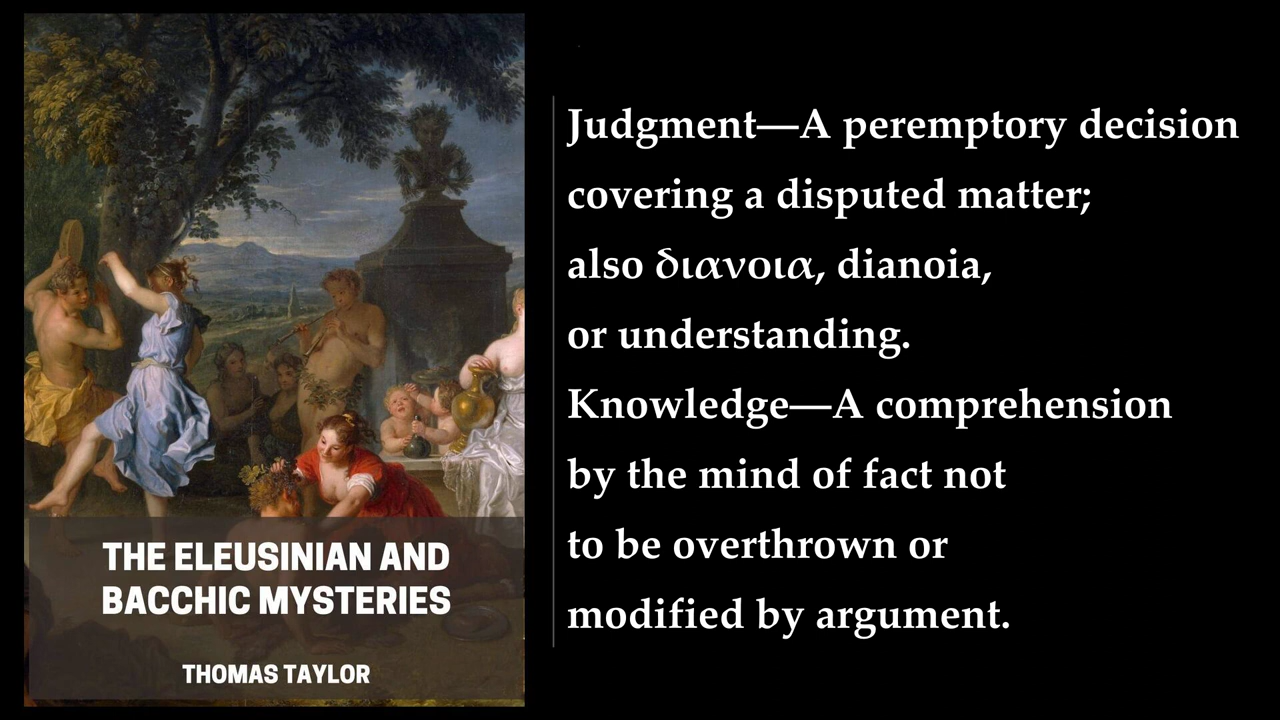 THE ELEUSINIAN AND
BACCHIC MYSTERIES
THOMAS TAYLOR
Judgment—A peremptory decision
covering a disputed matter;
also διανοια, dianoia,
or understanding.
Knowledge—A comprehension
by the mind of fact not
to be overthrown or
modified by argument.